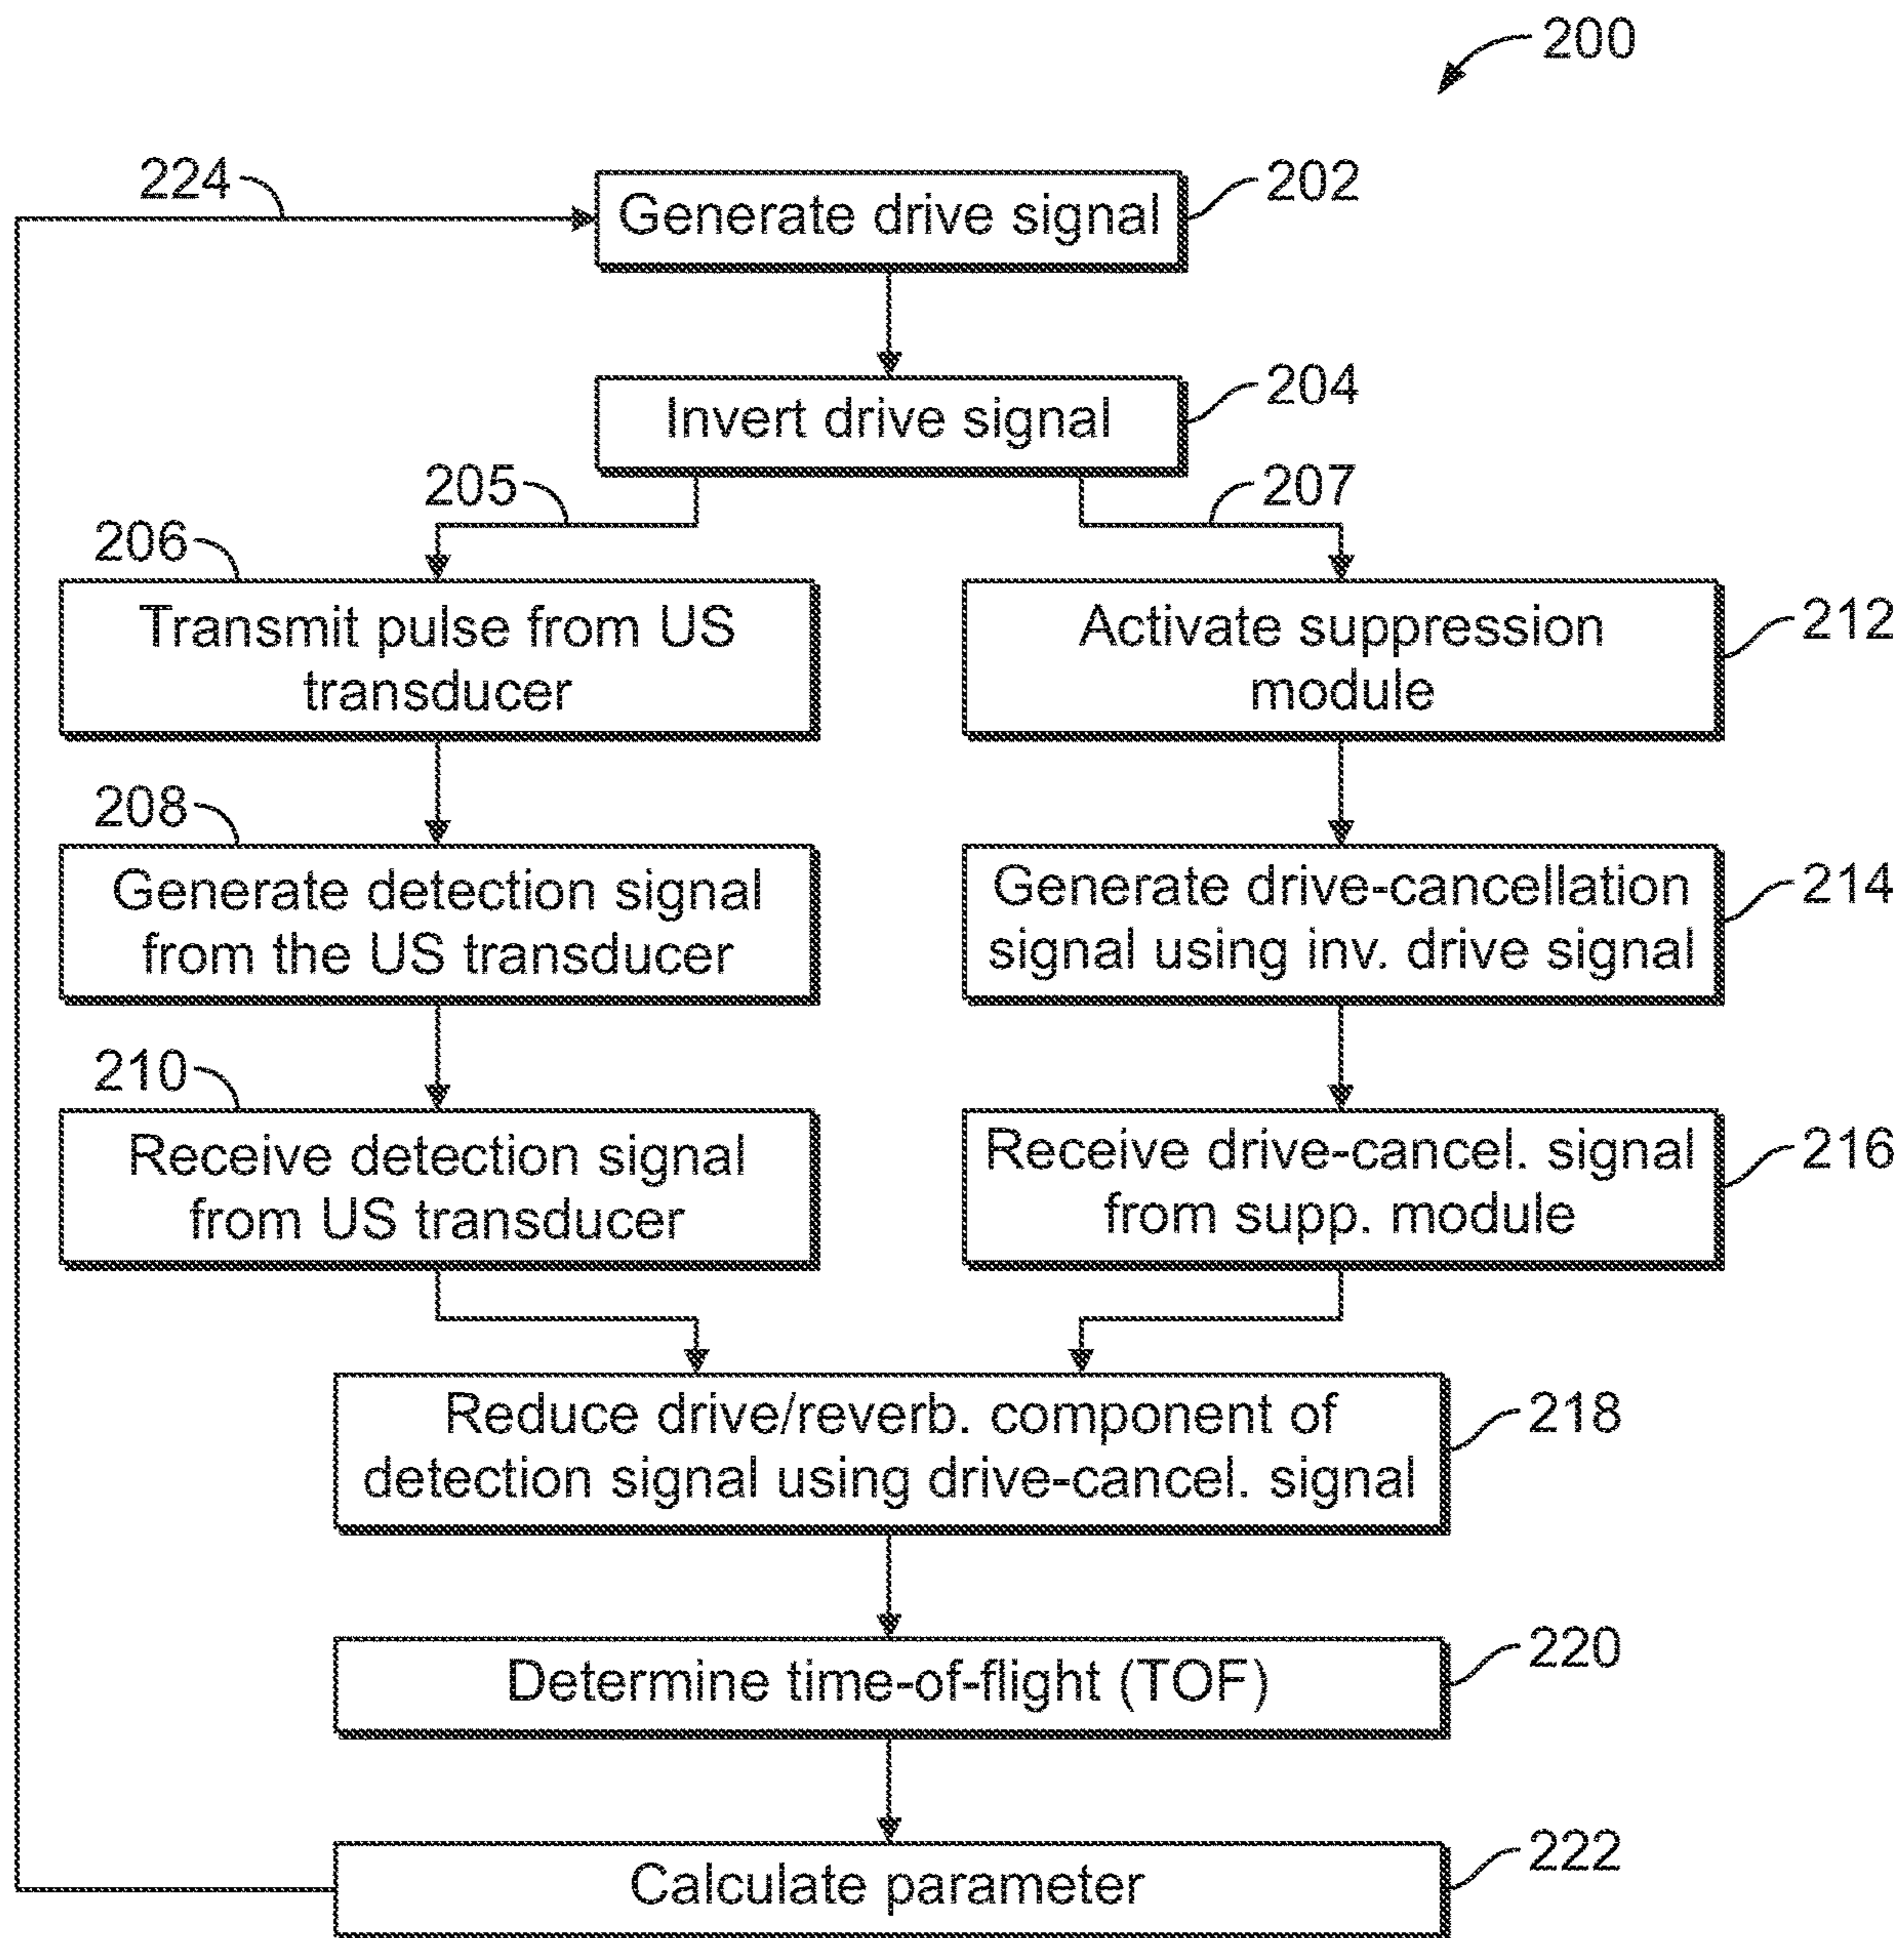 200
224
Generate drive signal
202
Invert drive signal
204
205
207
206
Transmit pulse from US
transducer
Activate suppression
module
212
208
Generate detection signal
from the US transducer
Generate drive-cancellation
signal using inv. drive signal
214
210
Receive detection signal
from US transducer
Receive drive-cancel. signal
from supp. module
216
Reduce drive/reverb. component of
detection signal using drive-cancel. signal
218
Determine time-of-flight (TOF)
220
Calculate parameter
222